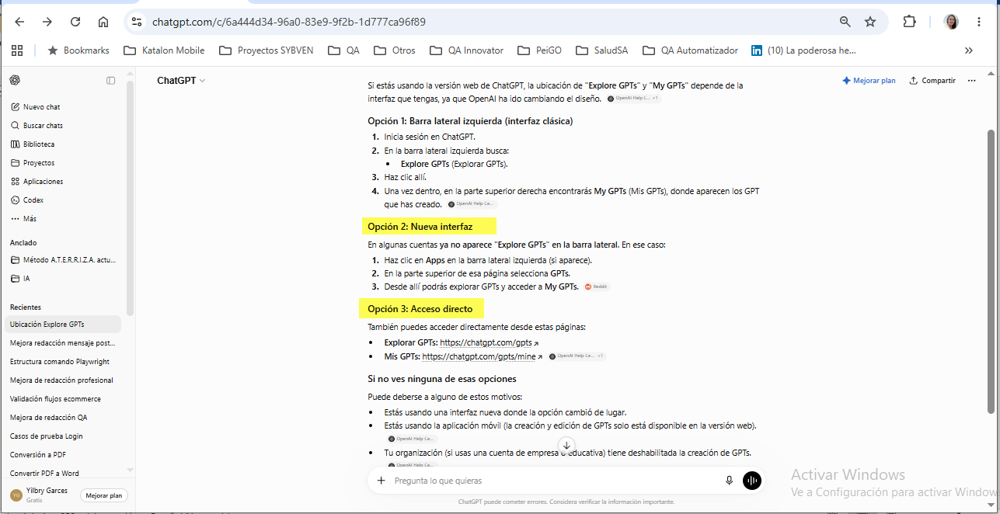 chatgpt.com/c/6a444d34-96a0-83e9-9f2b-1d777ca96f89
Bookmarks
Katalon Mobile
Proyectos SYBVEN
QA
Otros
QA Innovator
PeiGO
SaludSA
QA Automatizador
(10) La poderosa he...
ChatGPT
Mejorar plan
Compartir
Nuevo chat
Buscar chats
Biblioteca
Proyectos
Aplicaciones
Codex
Más
Anclado
Método A.T.E.R.R.I.Z.A. actu...
IA
Recientes
Ubicación Explore GPTs
Mejora redacción mensaje post...
Estructura comando Playwright
Mejora de redacción profesional
Validación flujos ecommerce
Mejora de redacción QA
Casos de prueba Login
Conversión a PDF
Convertir PDF a Word
YG
Yilbry Garces
Gratis
Mejorar plan
Si estás usando la versión web de ChatGPT, la ubicación de "Explore GPTs" y "My GPTs" depende de la
interfaz que tengas, ya que OpenAI ha ido cambiando el diseño. OpenAI Help C... +1
Opción 1: Barra lateral izquierda (interfaz clásica)
1. Inicia sesión en ChatGPT.
2. En la barra lateral izquierda busca:
• Explore GPTs (Explorar GPTs).
3. Haz clic allí.
4. Una vez dentro, en la parte superior derecha encontrarás My GPTs (Mis GPTs), donde aparecen los GPT
que has creado. OpenAI Help Ce...
Opción 2: Nueva interfaz
En algunas cuentas ya no aparece "Explore GPTs" en la barra lateral. En ese caso:
1. Haz clic en Apps en la barra lateral izquierda (si aparece).
2. En la parte superior de esa página selecciona GPTs.
3. Desde allí podrás explorar GPTs y acceder a My GPTs. Reddit
Opción 3: Acceso directo
También puedes acceder directamente desde estas páginas:
• Explorar GPTs: https://chatgpt.com/gpts
• Mis GPTs: https://chatgpt.com/gpts/mine OpenAI Help Ce... +1
Si no ves ninguna de esas opciones
Puede deberse a alguno de estos motivos:
• Estás usando una interfaz nueva donde la opción cambió de lugar.
• Estás usando la aplicación móvil (la creación y edición de GPTs solo está disponible en la versión web).
OpenAI Help Ce...
• Tu organización (si usas una cuenta de empresa o educativa) tiene deshabilitada la creación de GPTs.
OpenAI Help Ce...
Pregunta lo que quieras
ChatGPT puede cometer errores. Considera verificar la información importante.
Activar Windows
Ve a Configuración para activar Window